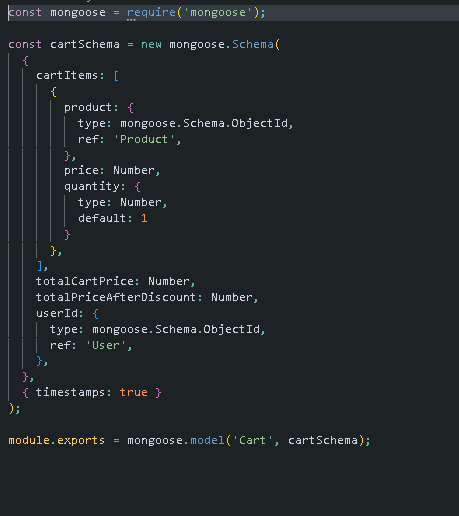 const mongoose = require('mongoose');

const cartSchema = new mongoose.Schema(
  {
    cartItems: [
      {
        product: {
          type: mongoose.Schema.ObjectId,
          ref: 'Product',
        },
        price: Number,
        quantity: {
          type: Number,
          default: 1
        }
      },
    ],
    totalCartPrice: Number,
    totalPriceAfterDiscount: Number,
    userId: {
      type: mongoose.Schema.ObjectId,
      ref: 'User',
    },
  },
  { timestamps: true }
);

module.exports = mongoose.model('Cart', cartSchema);